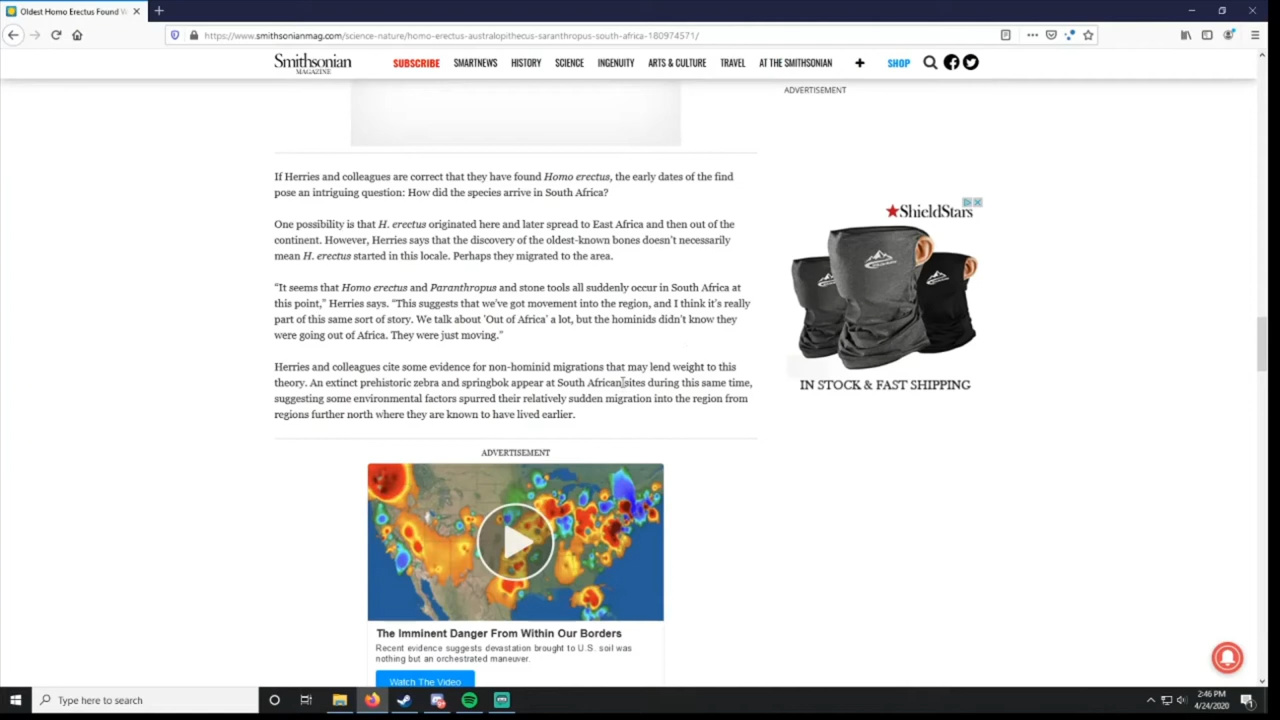 Oldest Homo Erectus Found
https://www.smithsonianmag.com/science-nature/homo-erectus-australopithecus-saranthropus-south-africa-180974571/
Smithsonian
MAGAZINE
SUBSCRIBE SMARTNEWS HISTORY SCIENCE INGENUITY ARTS & CULTURE TRAVEL AT THE SMITHSONIAN SHOP
ADVERTISEMENT
If Herries and colleagues are correct that they have found Homo erectus, the early dates of the find
pose an intriguing question: How did the species arrive in South Africa?
One possibility is that H. erectus originated here and later spread to East Africa and then out of the
continent. However, Herries says that the discovery of the oldest-known bones doesn't necessarily
mean H. erectus started in this locale. Perhaps they migrated to the area.
“It seems that Homo erectus and Paranthropus and stone tools all suddenly occur in South Africa at
this point,” Herries says. “This suggests that we've got movement into the region, and I think it's really
part of this same sort of story. We talk about 'Out of Africa' a lot, but the hominids didn't know they
were going out of Africa. They were just moving.”
Herries and colleagues cite some evidence for non-hominid migrations that may lend weight to this
theory. An extinct prehistoric zebra and springbok appear at South African sites during this same time,
suggesting some environmental factors spurred their relatively sudden migration into the region from
regions further north where they are known to have lived earlier.
ShieldStars
IN STOCK & FAST SHIPPING
ADVERTISEMENT
The Imminent Danger From Within Our Borders
Recent evidence suggests devastation brought to U.S. soil was
nothing but an orchestrated maneuver.
Watch The Video
Type here to search
2:46 PM
4/24/2020